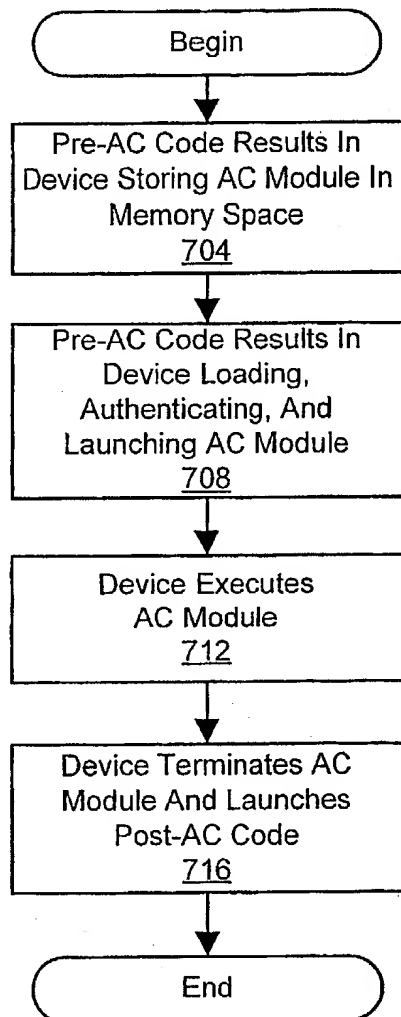 Begin
Pre-AC Code Results In
Device Storing AC Module In
Memory Space
704
Pre-AC Code Results In
Device Loading,
Authenticating, And
Launching AC Module
708
Device Executes
AC Module
712
Device Terminates AC
Module And Launches
Post-AC Code
716
End